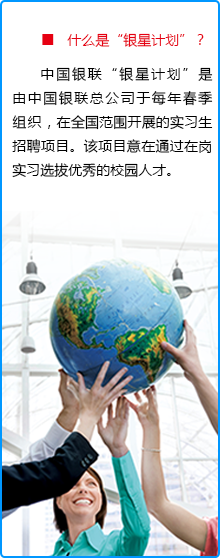 ■ 什么是“银星计划”？
中国银联“银星计划”是
由中国银联总公司于每年春季
组织，在全国范围开展的实习生
招聘项目。该项目意在通过在岗
实习选拔优秀的校园人才。